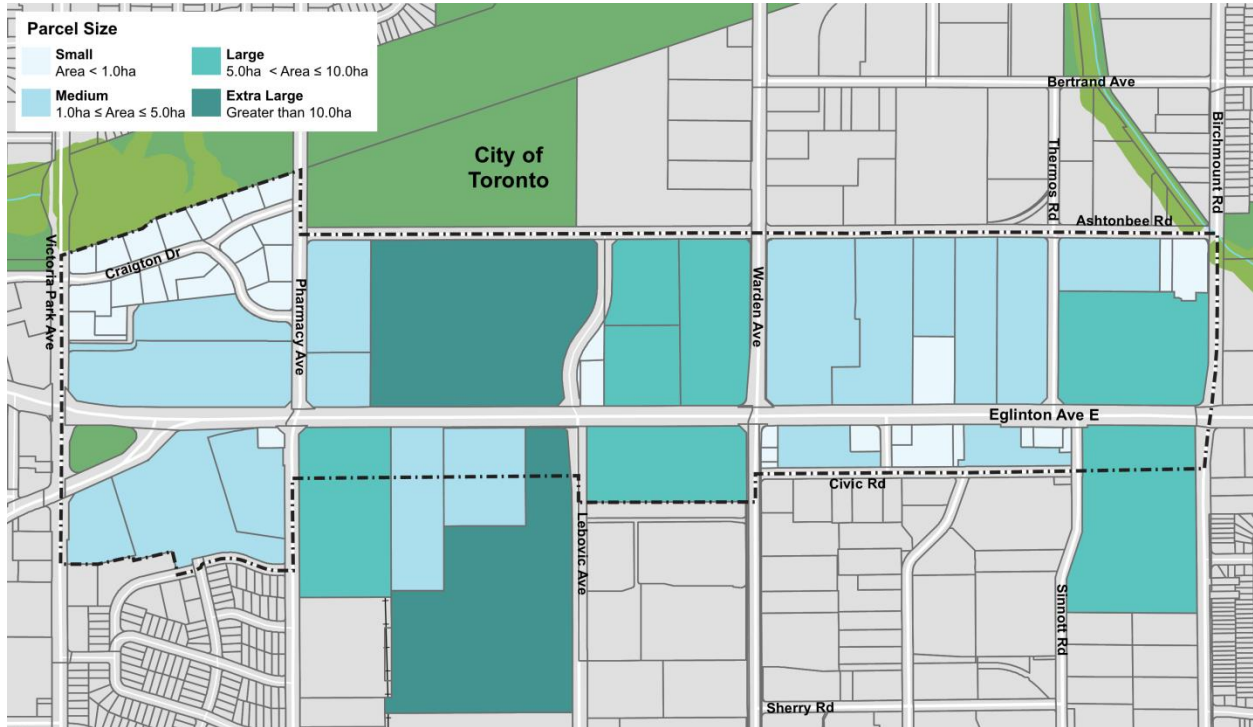 Parcel Size
Small
Area < 1.0ha
Large
5.0ha < Area ≤ 10.0ha
Medium
1.0ha ≤ Area ≤ 5.0ha
Extra Large
Greater than 10.0ha
City of
Toronto
Bertrand Ave
Birchmount Rd
Thermos Rd
Ashtonbee Rd
Victoria Park Ave
Craigton Dr
Pharmacy Ave
Warden Ave
Eglinton Ave E
Civic Rd
Lebovic Ave
Sinnott Rd
Sherry Rd